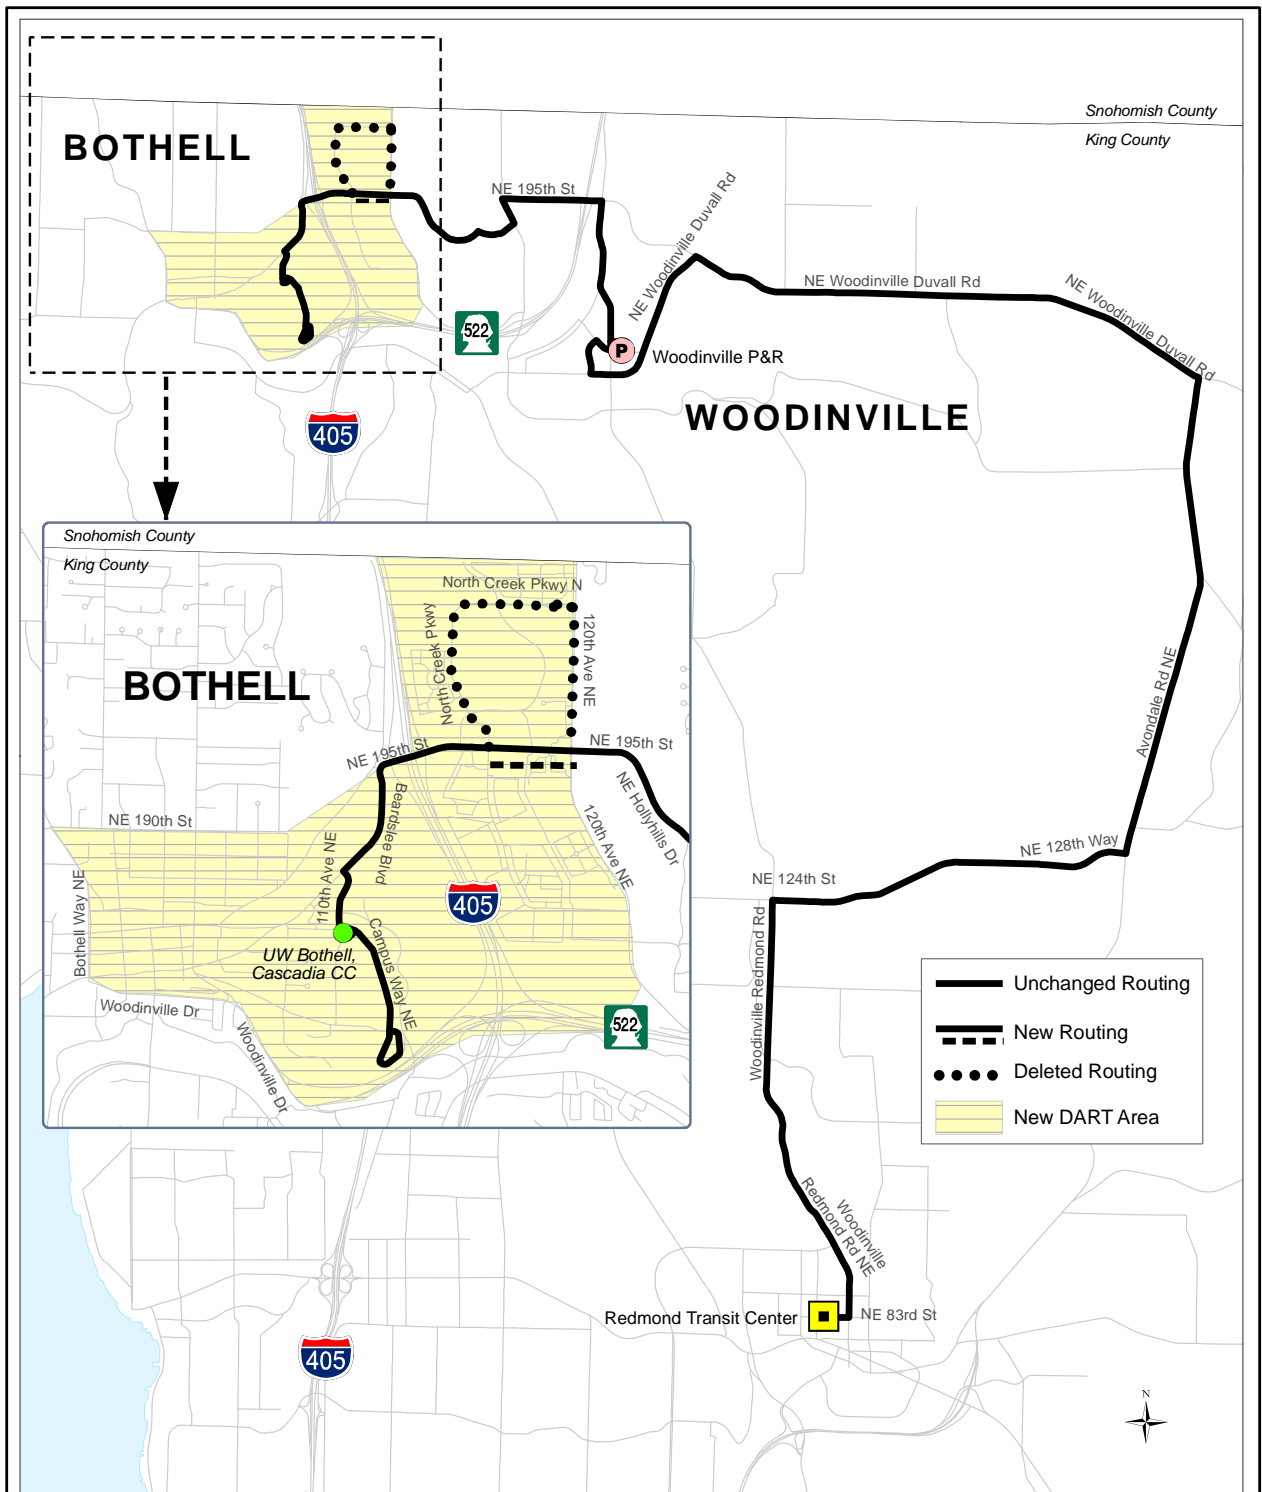 Snohomish County
King County
BOTHELL
NE 195th St
NE Woodinville Duvall Rd
NE Woodinville Duvall Rd
NE Woodinville Duvall Rd
522
P
Woodinville P&R
WOODINVILLE
405
Snohomish County
King County
North Creek Pkwy N
North Creek Pkwy
120th Ave NE
BOTHELL
NE 195th St
NE 195th St
NE Hollyhills Dr
Beardslee Blvd
120th Ave NE
NE 190th St
110th Ave NE
Bothell Way NE
405
Campus Way NE
UW Bothell,
Cascadia CC
Woodinville Dr
Woodinville Dr
522
Avondale Rd NE
NE 128th Way
NE 124th St
Woodinville Redmond Rd
Unchanged Routing
New Routing
Deleted Routing
New DART Area
Woodinville
Redmond Rd NE
Redmond Transit Center
NE 83rd St
405
N